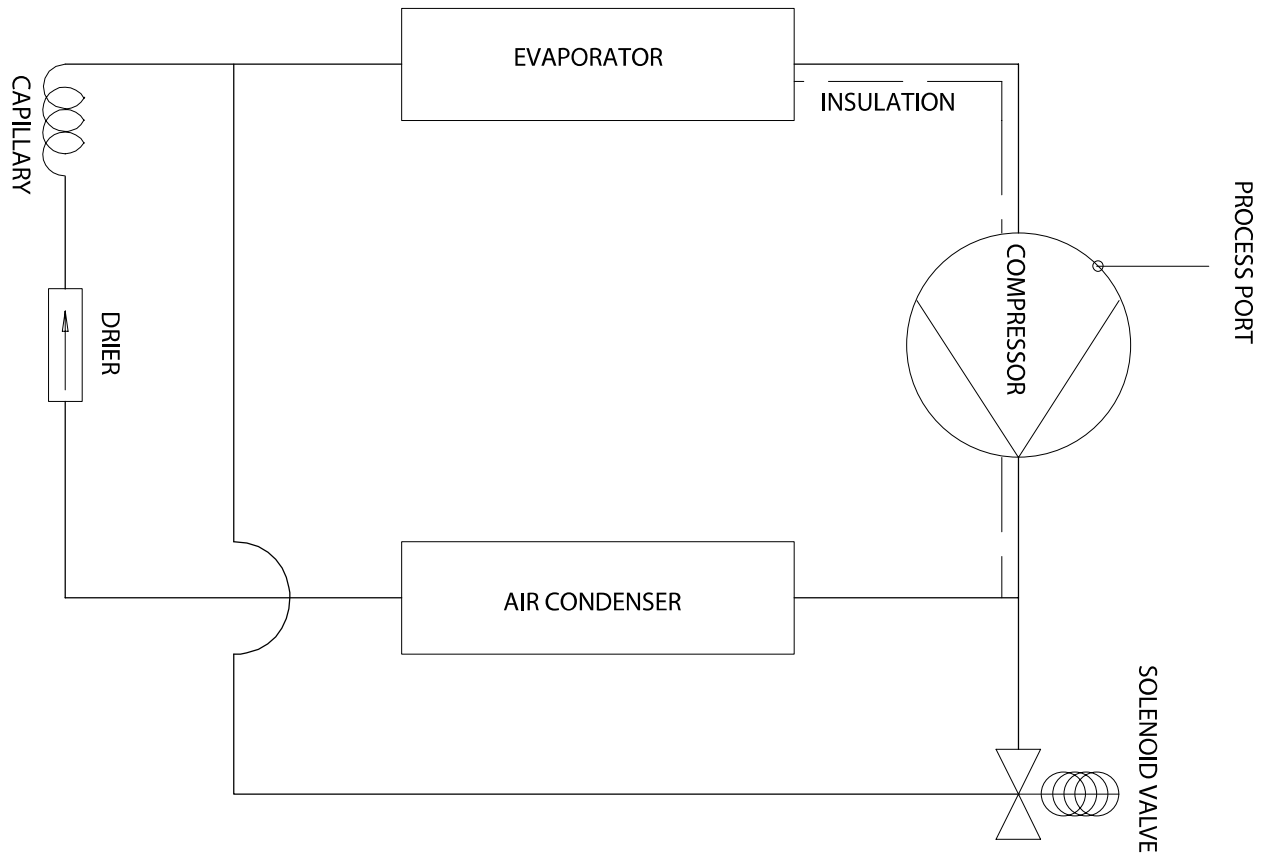 EVAPORATOR
INSULATION
CAPILLARY
PROCESS PORT
COMPRESSOR
DRIER
AIR CONDENSER
SOLENOID VALVE